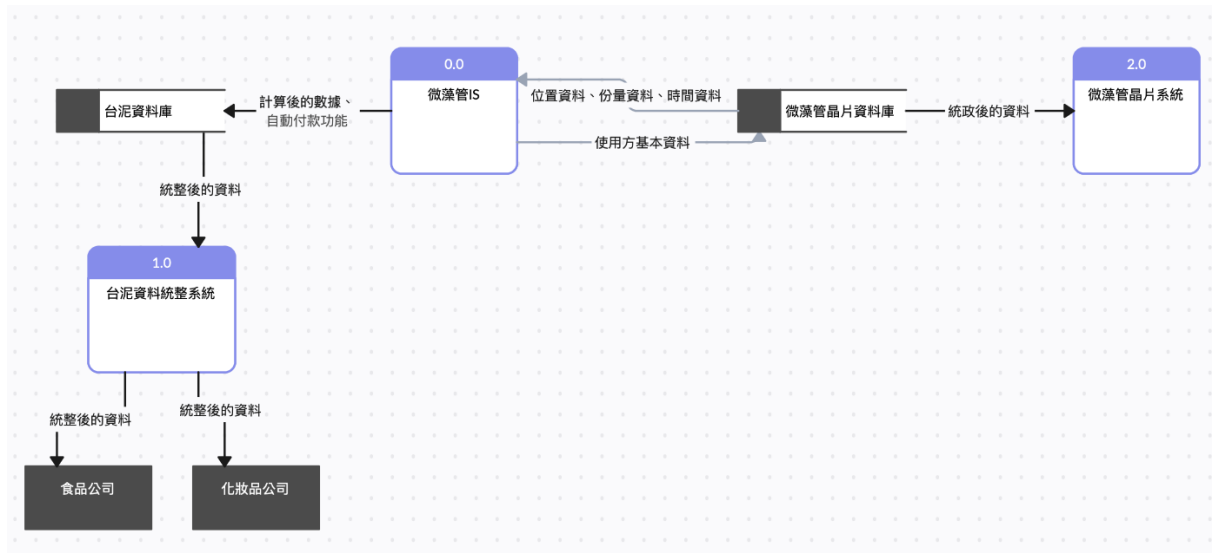 0.0
2.0
微藻管IS
微藻管晶片系統
位置資料、份量資料、時間資料
計算後的數據、
自動付款功能
台泥資料庫
微藻管晶片資料庫
統政後的資料
使用方基本資料
統整後的資料
1.0
台泥資料統整系統
統整後的資料
統整後的資料
食品公司
化妝品公司